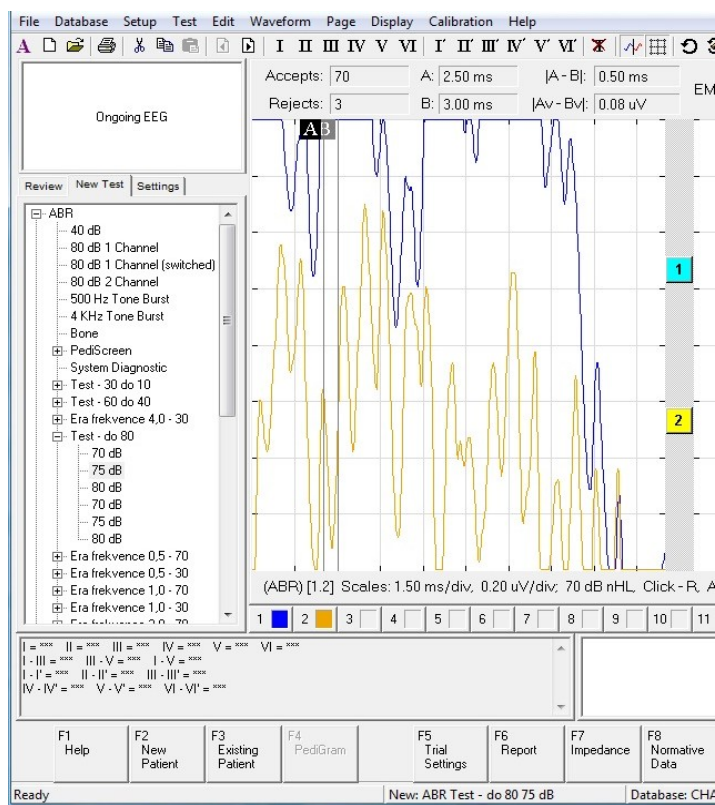 File Database Setup Test Edit Waveform Page Display Calibration Help
A I II III IV V VI I' II' III' IV' V' VI'
Accepts: 70 A: 2.50 ms |A - B|: 0.50 ms
EM
Rejects: 3 B: 3.00 ms |Av - Bv|: 0.08 uV
Ongoing EEG
A B
Review New Test Settings
ABR
40 dB
80 dB 1 Channel
80 dB 1 Channel (switched)
80 dB 2 Channel
500 Hz Tone Burst
4 KHz Tone Burst
Bone
PediScreen
System Diagnostic
Test - 30 do 10
Test - 60 do 40
Era frekvence 4,0 - 30
Test - do 80
70 dB
75 dB
80 dB
70 dB
75 dB
80 dB
Era frekvence 0,5 - 70
Era frekvence 0,5 - 30
Era frekvence 1,0 - 70
Era frekvence 1,0 - 30
1
2
(ABR) [1.2] Scales: 1.50 ms/div, 0.20 uV/div; 70 dB nHL, Click - R, A
1 2 3 4 5 6 7 8 9 10 11
I = *** II = *** III = *** IV = *** V = *** VI = ***
I - III = *** III - V = *** I - V = ***
I - I' = *** II - II' = *** III - III' = ***
IV - IV' = *** V - V' = *** VI - VI' = ***
F1 Help
F2 New Patient
F3 Existing Patient
F4 PediGram
F5 Trial Settings
F6 Report
F7 Impedance
F8 Normative Data
Ready New: ABR Test - do 80 75 dB Database: CHA